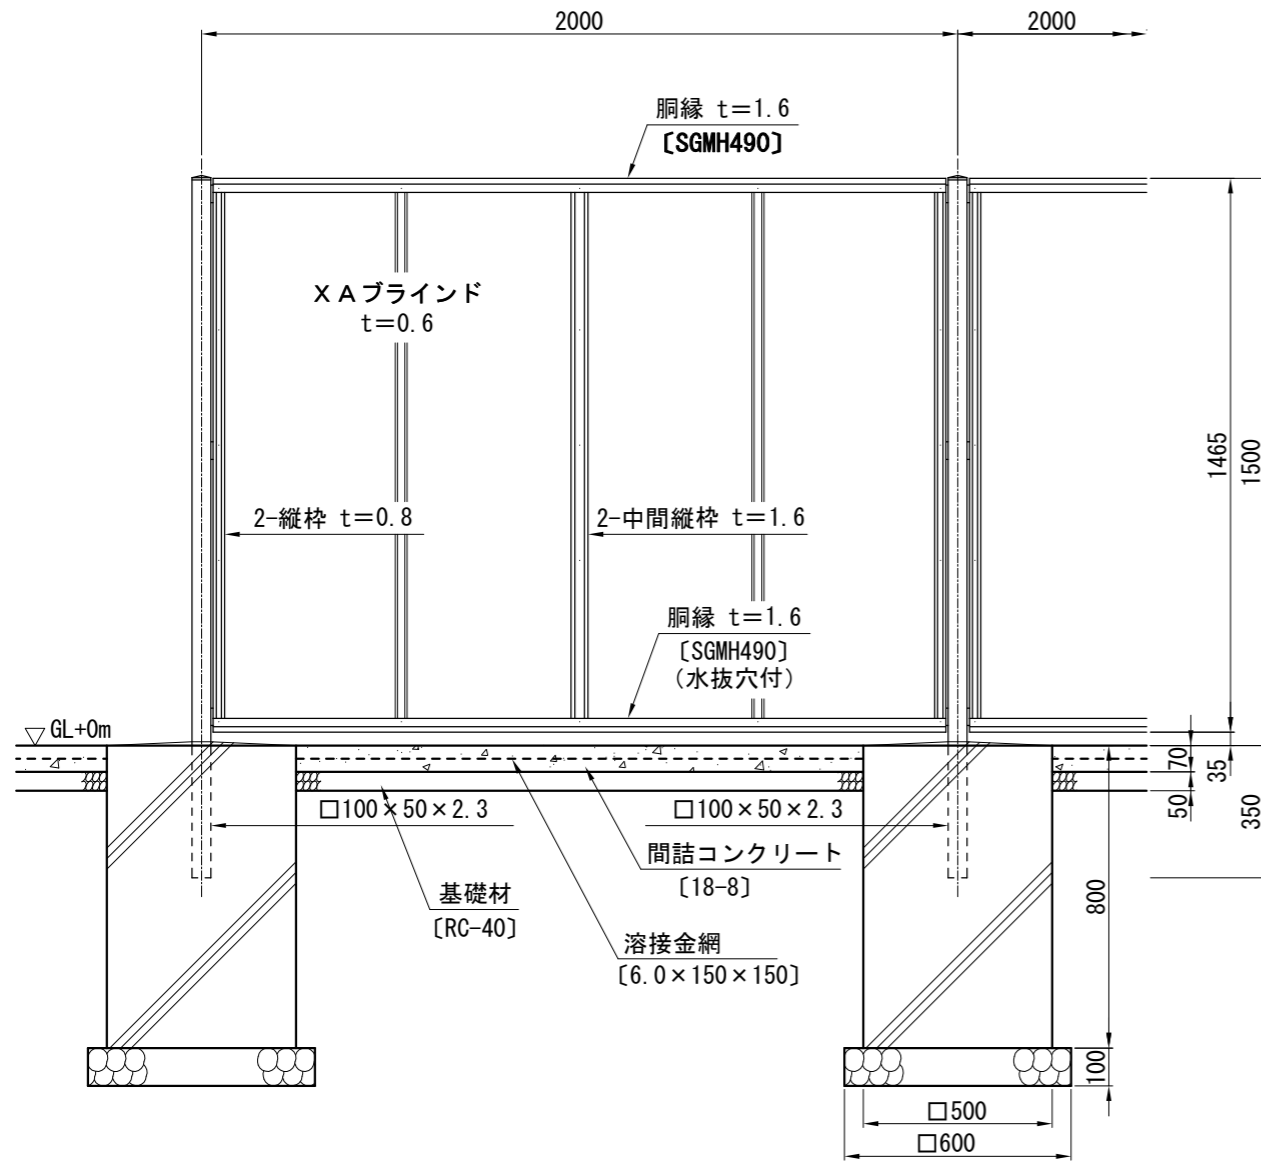 2000
2000
胴縁 t=1.6
〔SGMH490〕
XAブラインド
t=0.6
1465
1500
2-縦枠 t=0.8
2-中間縦枠 t=1.6
胴縁 t=1.6
〔SGMH490〕
(水抜穴付)
▽ GL+0m
70
35
50
350
□100×50×2.3
□100×50×2.3
間詰コンクリート
〔18-8〕
基礎材
〔RC-40〕
溶接金網
〔6.0×150×150〕
800
100
□500
□600